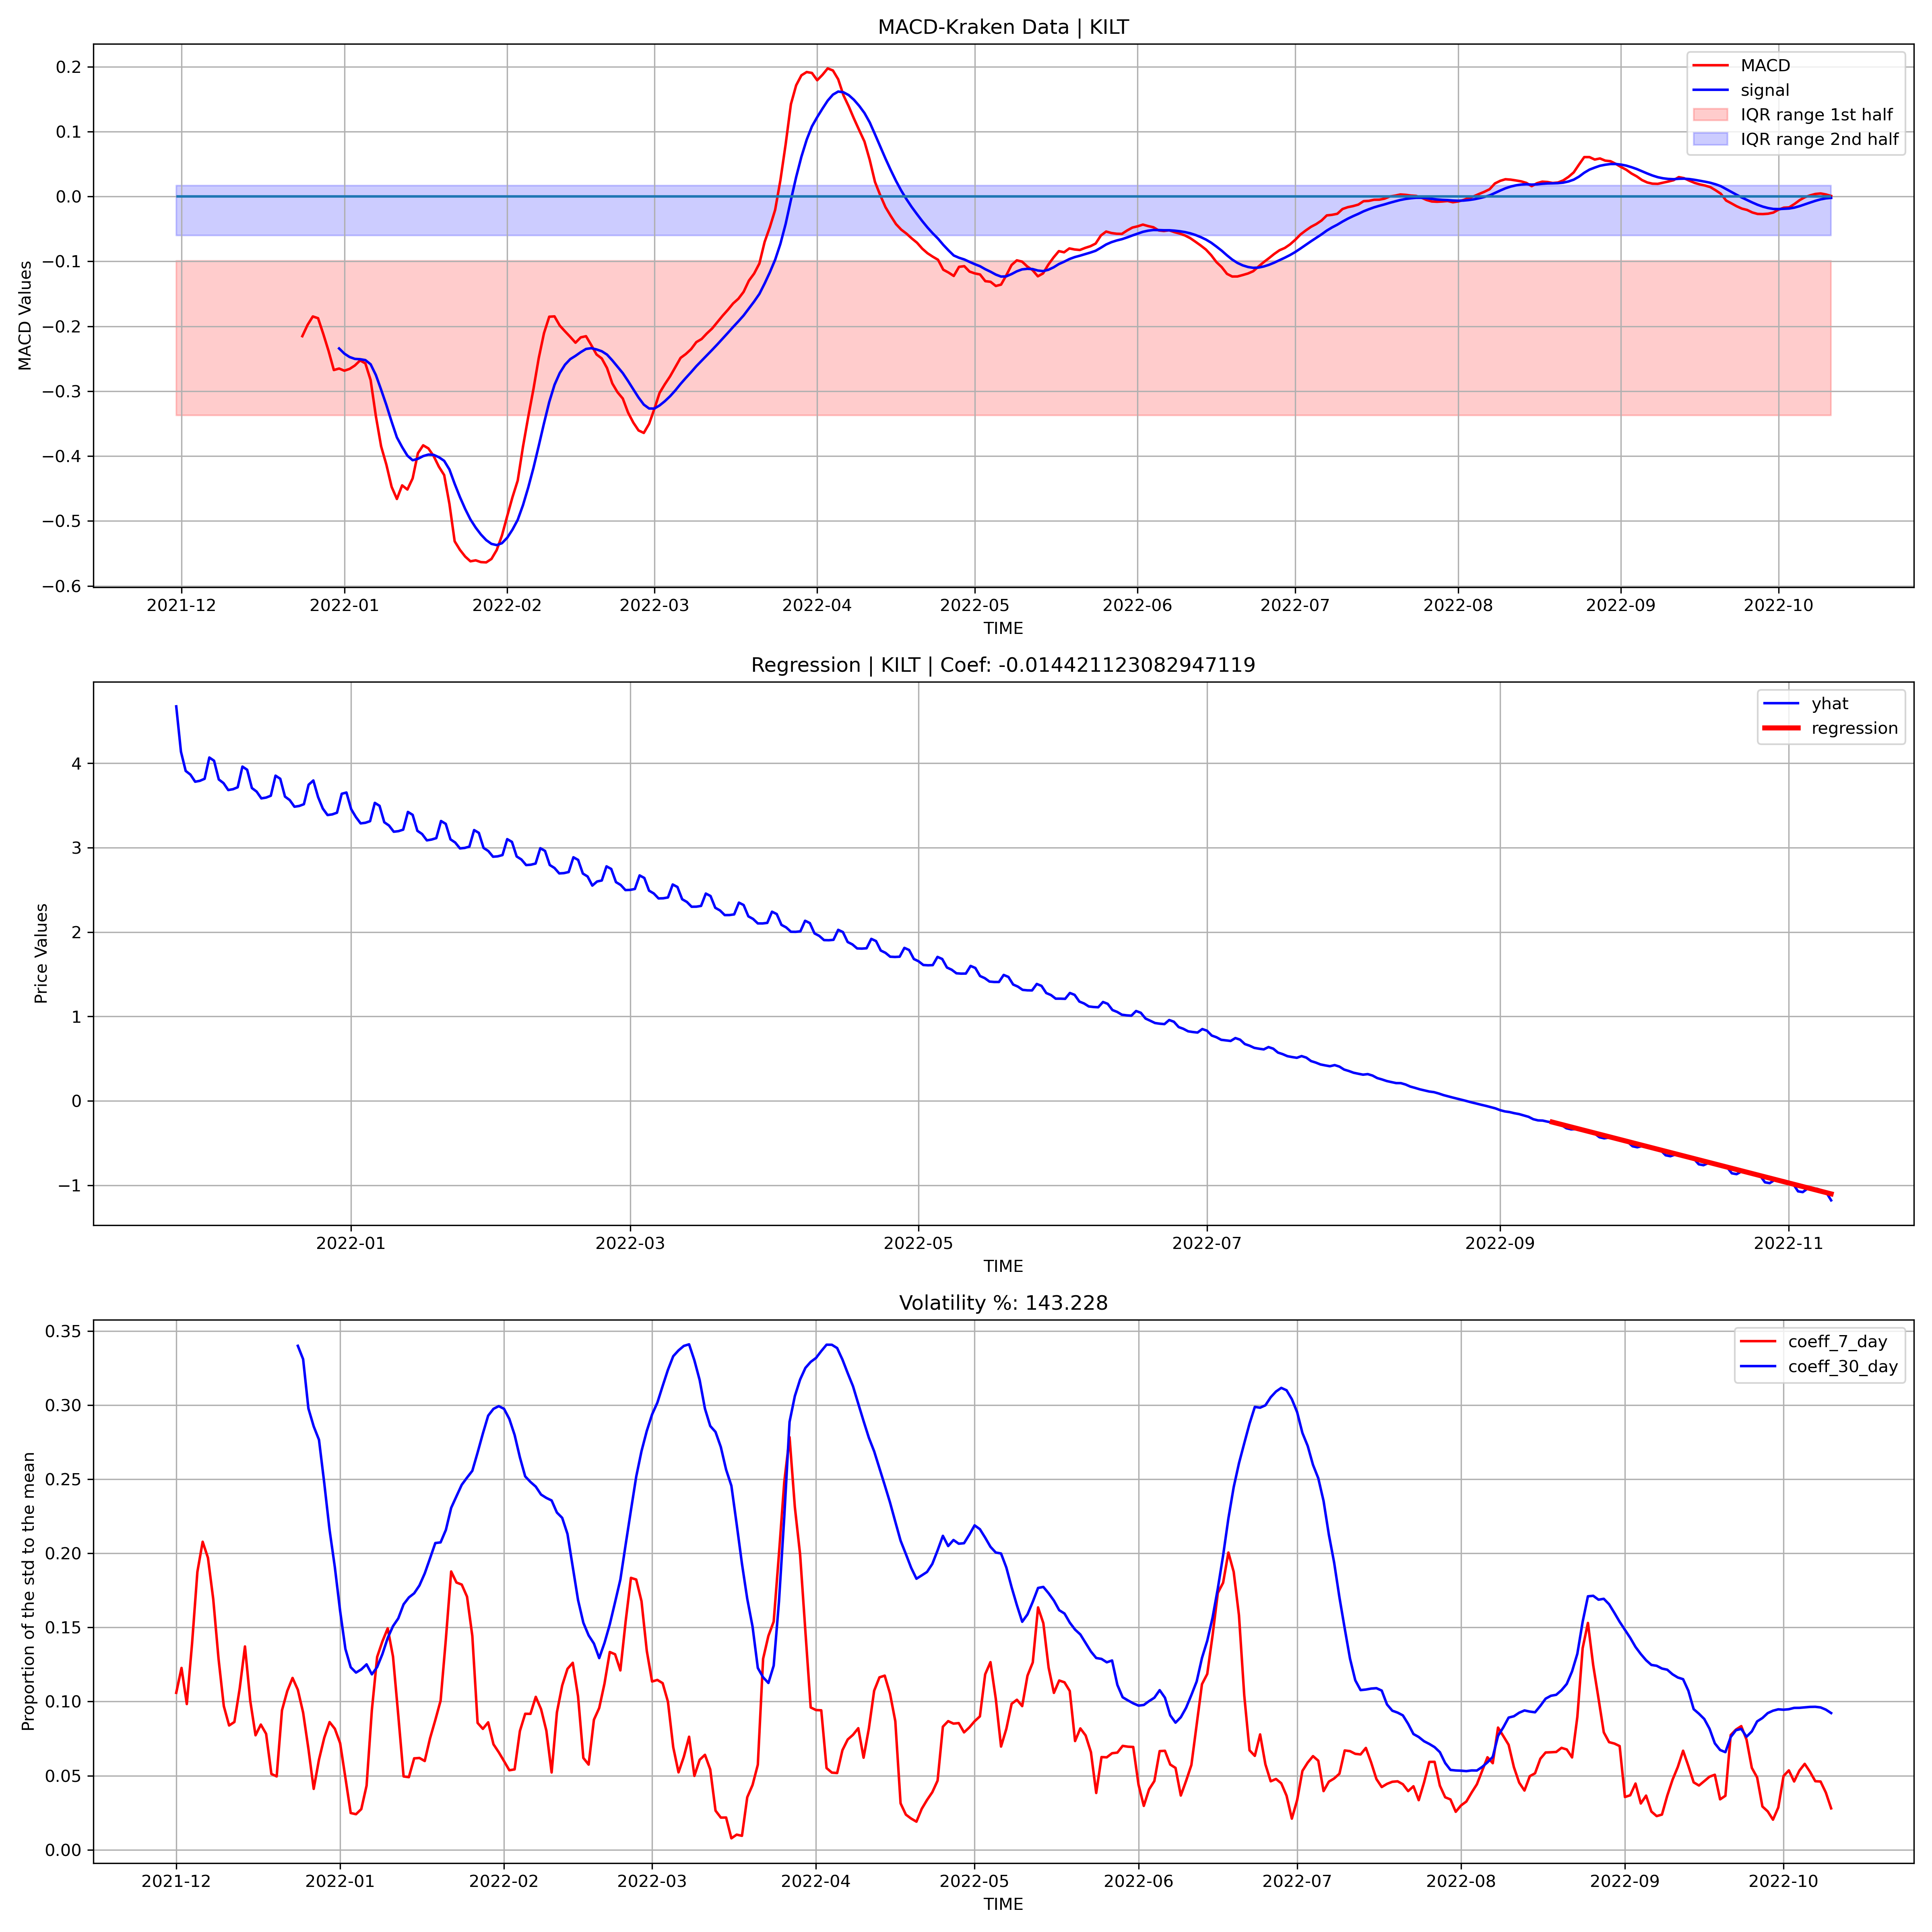 MACD-Kraken Data | KILT
MACD Values
0.2
0.1
0.0
−0.1
−0.2
−0.3
−0.4
−0.5
−0.6
MACD
signal
IQR range 1st half
IQR range 2nd half
2021-12 2022-01 2022-02 2022-03 2022-04 2022-05 2022-06 2022-07 2022-08 2022-09 2022-10
TIME
Regression | KILT | Coef: -0.014421123082947119
Price Values
4
3
2
1
0
−1
yhat
regression
2022-01 2022-03 2022-05 2022-07 2022-09 2022-11
TIME
Volatility %: 143.228
Proportion of the std to the mean
0.35
0.30
0.25
0.20
0.15
0.10
0.05
0.00
coeff_7_day
coeff_30_day
2021-12 2022-01 2022-02 2022-03 2022-04 2022-05 2022-06 2022-07 2022-08 2022-09 2022-10
TIME